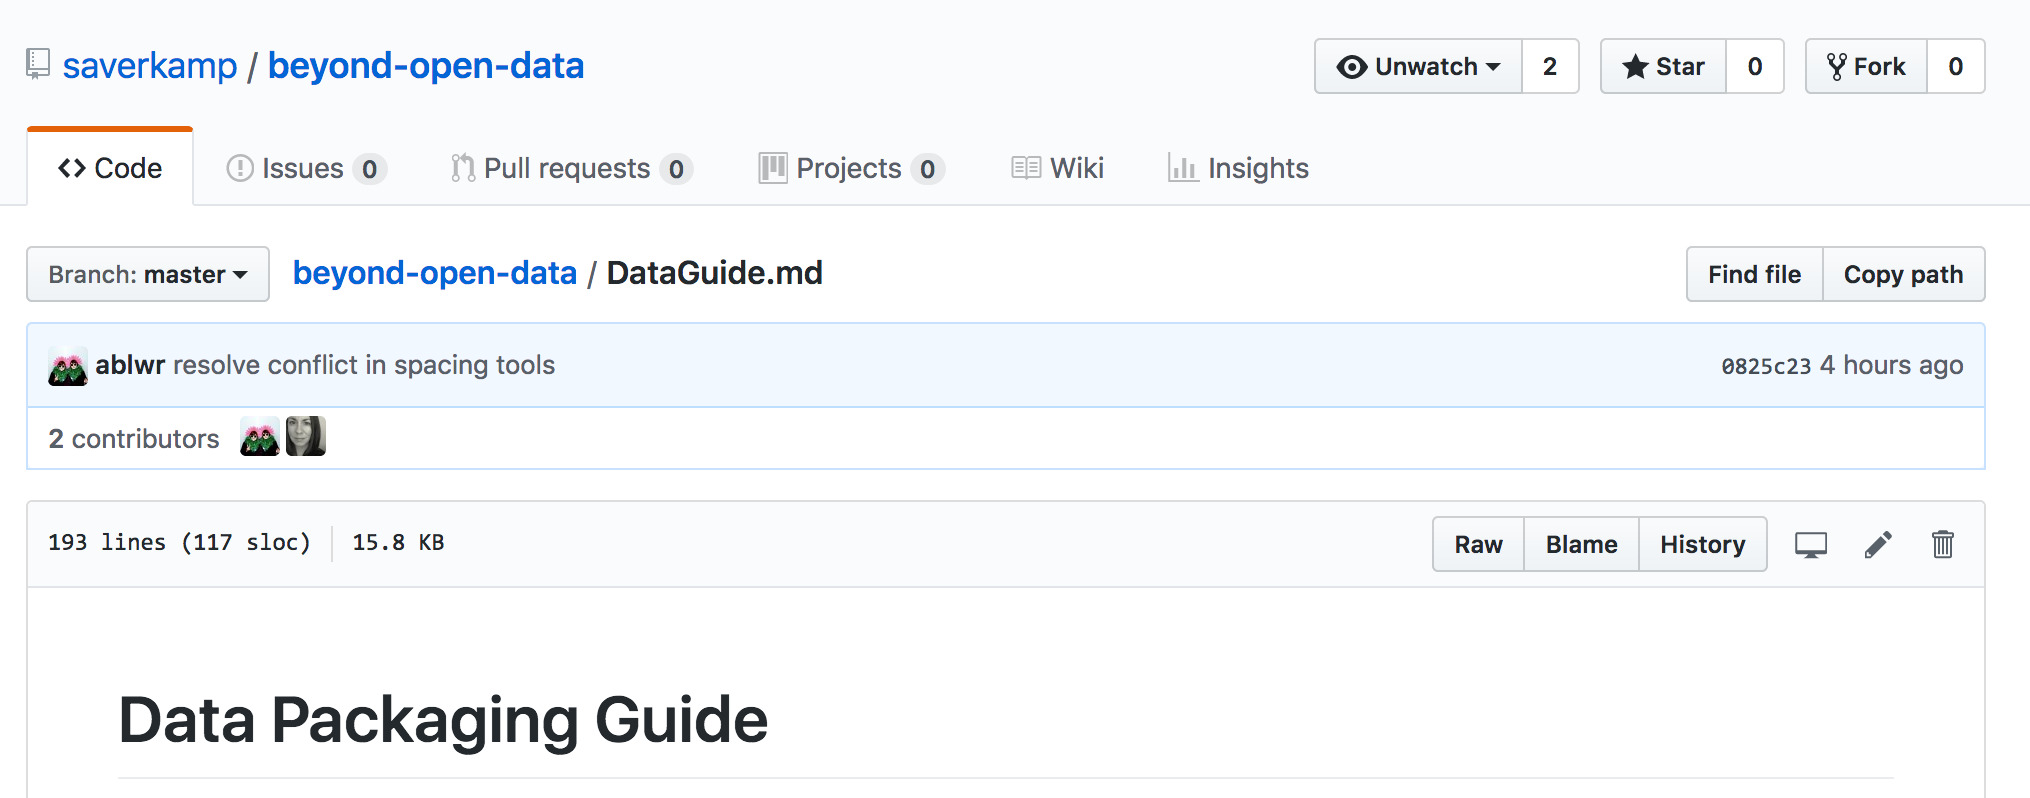 saverkamp / beyond-open-data
Unwatch 2 Star 0 Fork 0
Code Issues 0 Pull requests 0 Projects 0 Wiki Insights
Branch: master beyond-open-data / DataGuide.md Find file Copy path
ablwr resolve conflict in spacing tools 0825c23 4 hours ago
2 contributors
193 lines (117 sloc) 15.8 KB Raw Blame History
Data Packaging Guide